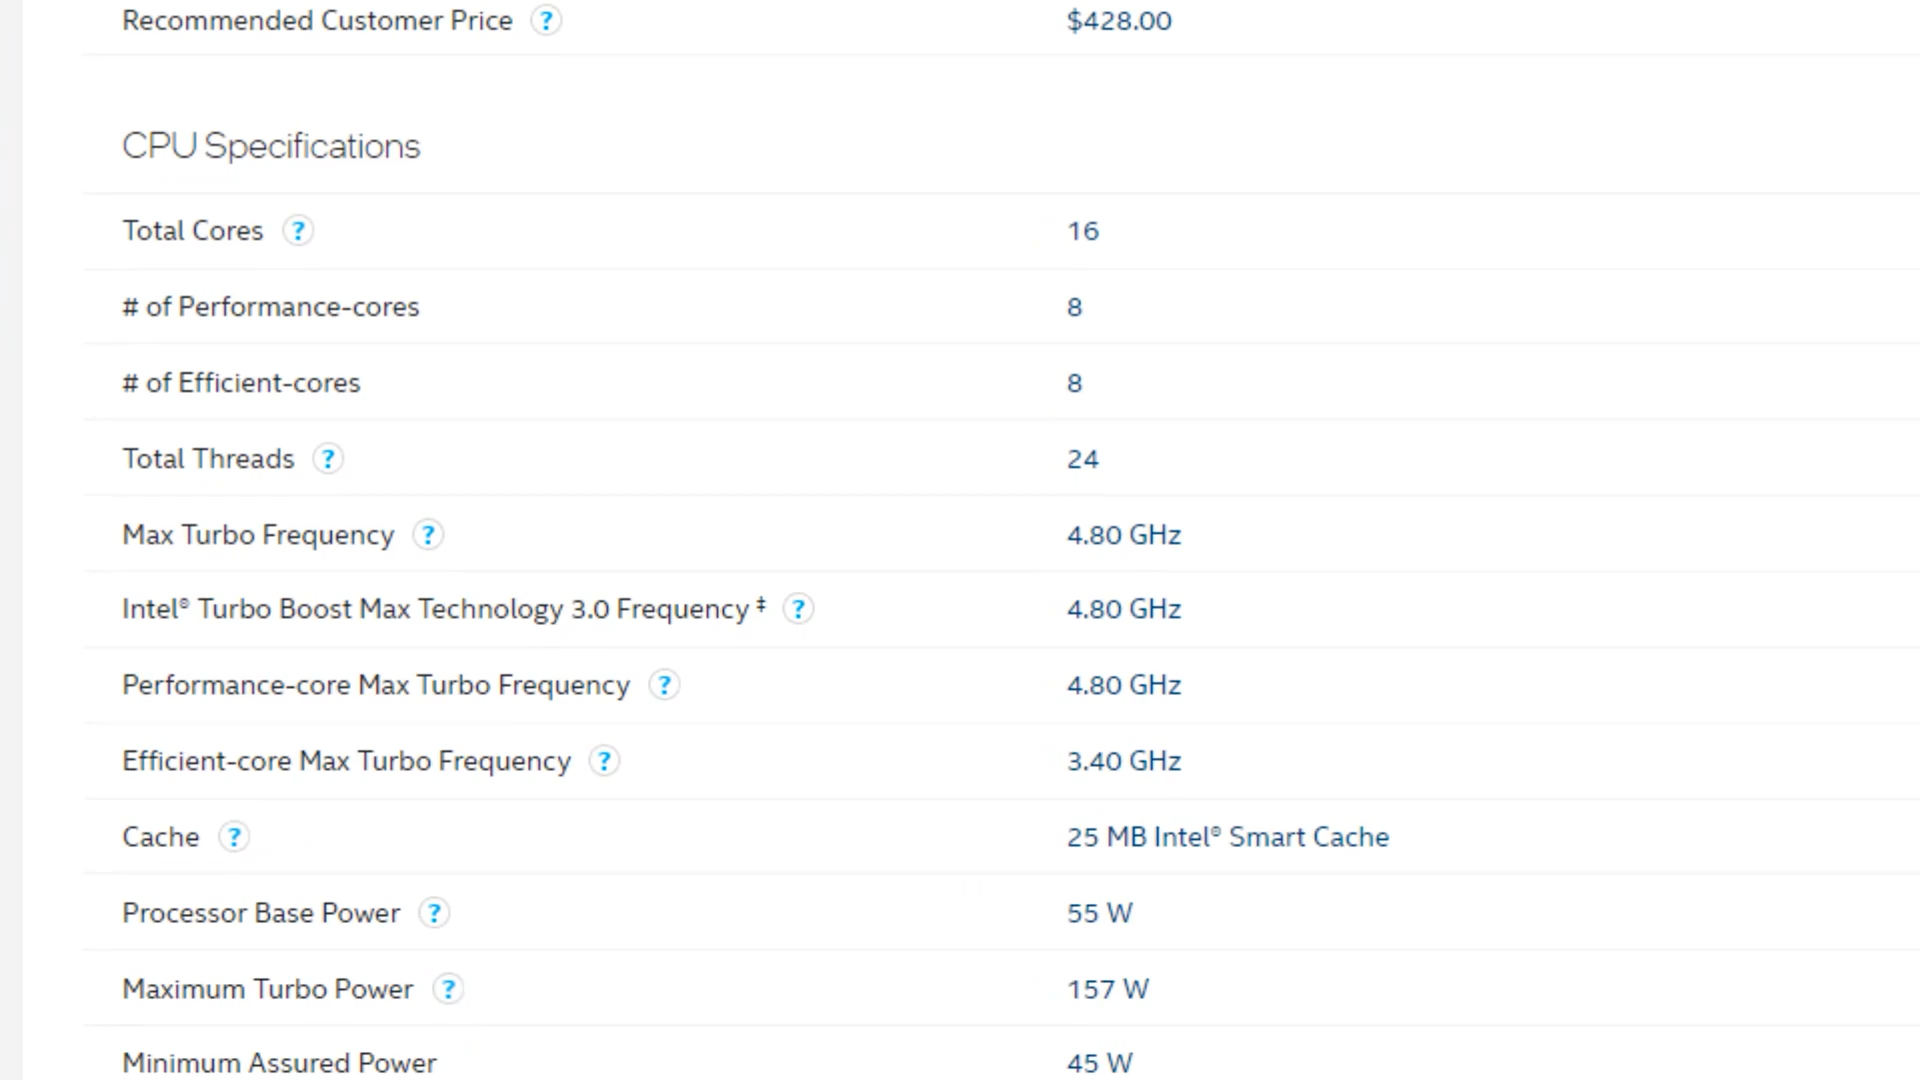 Recommended Customer Price ? $428.00
CPU Specifications
Total Cores ? 16
# of Performance-cores 8
# of Efficient-cores 8
Total Threads ? 24
Max Turbo Frequency ? 4.80 GHz
Intel® Turbo Boost Max Technology 3.0 Frequency ‡ ? 4.80 GHz
Performance-core Max Turbo Frequency ? 4.80 GHz
Efficient-core Max Turbo Frequency ? 3.40 GHz
Cache ? 25 MB Intel® Smart Cache
Processor Base Power ? 55 W
Maximum Turbo Power ? 157 W
Minimum Assured Power 45 W